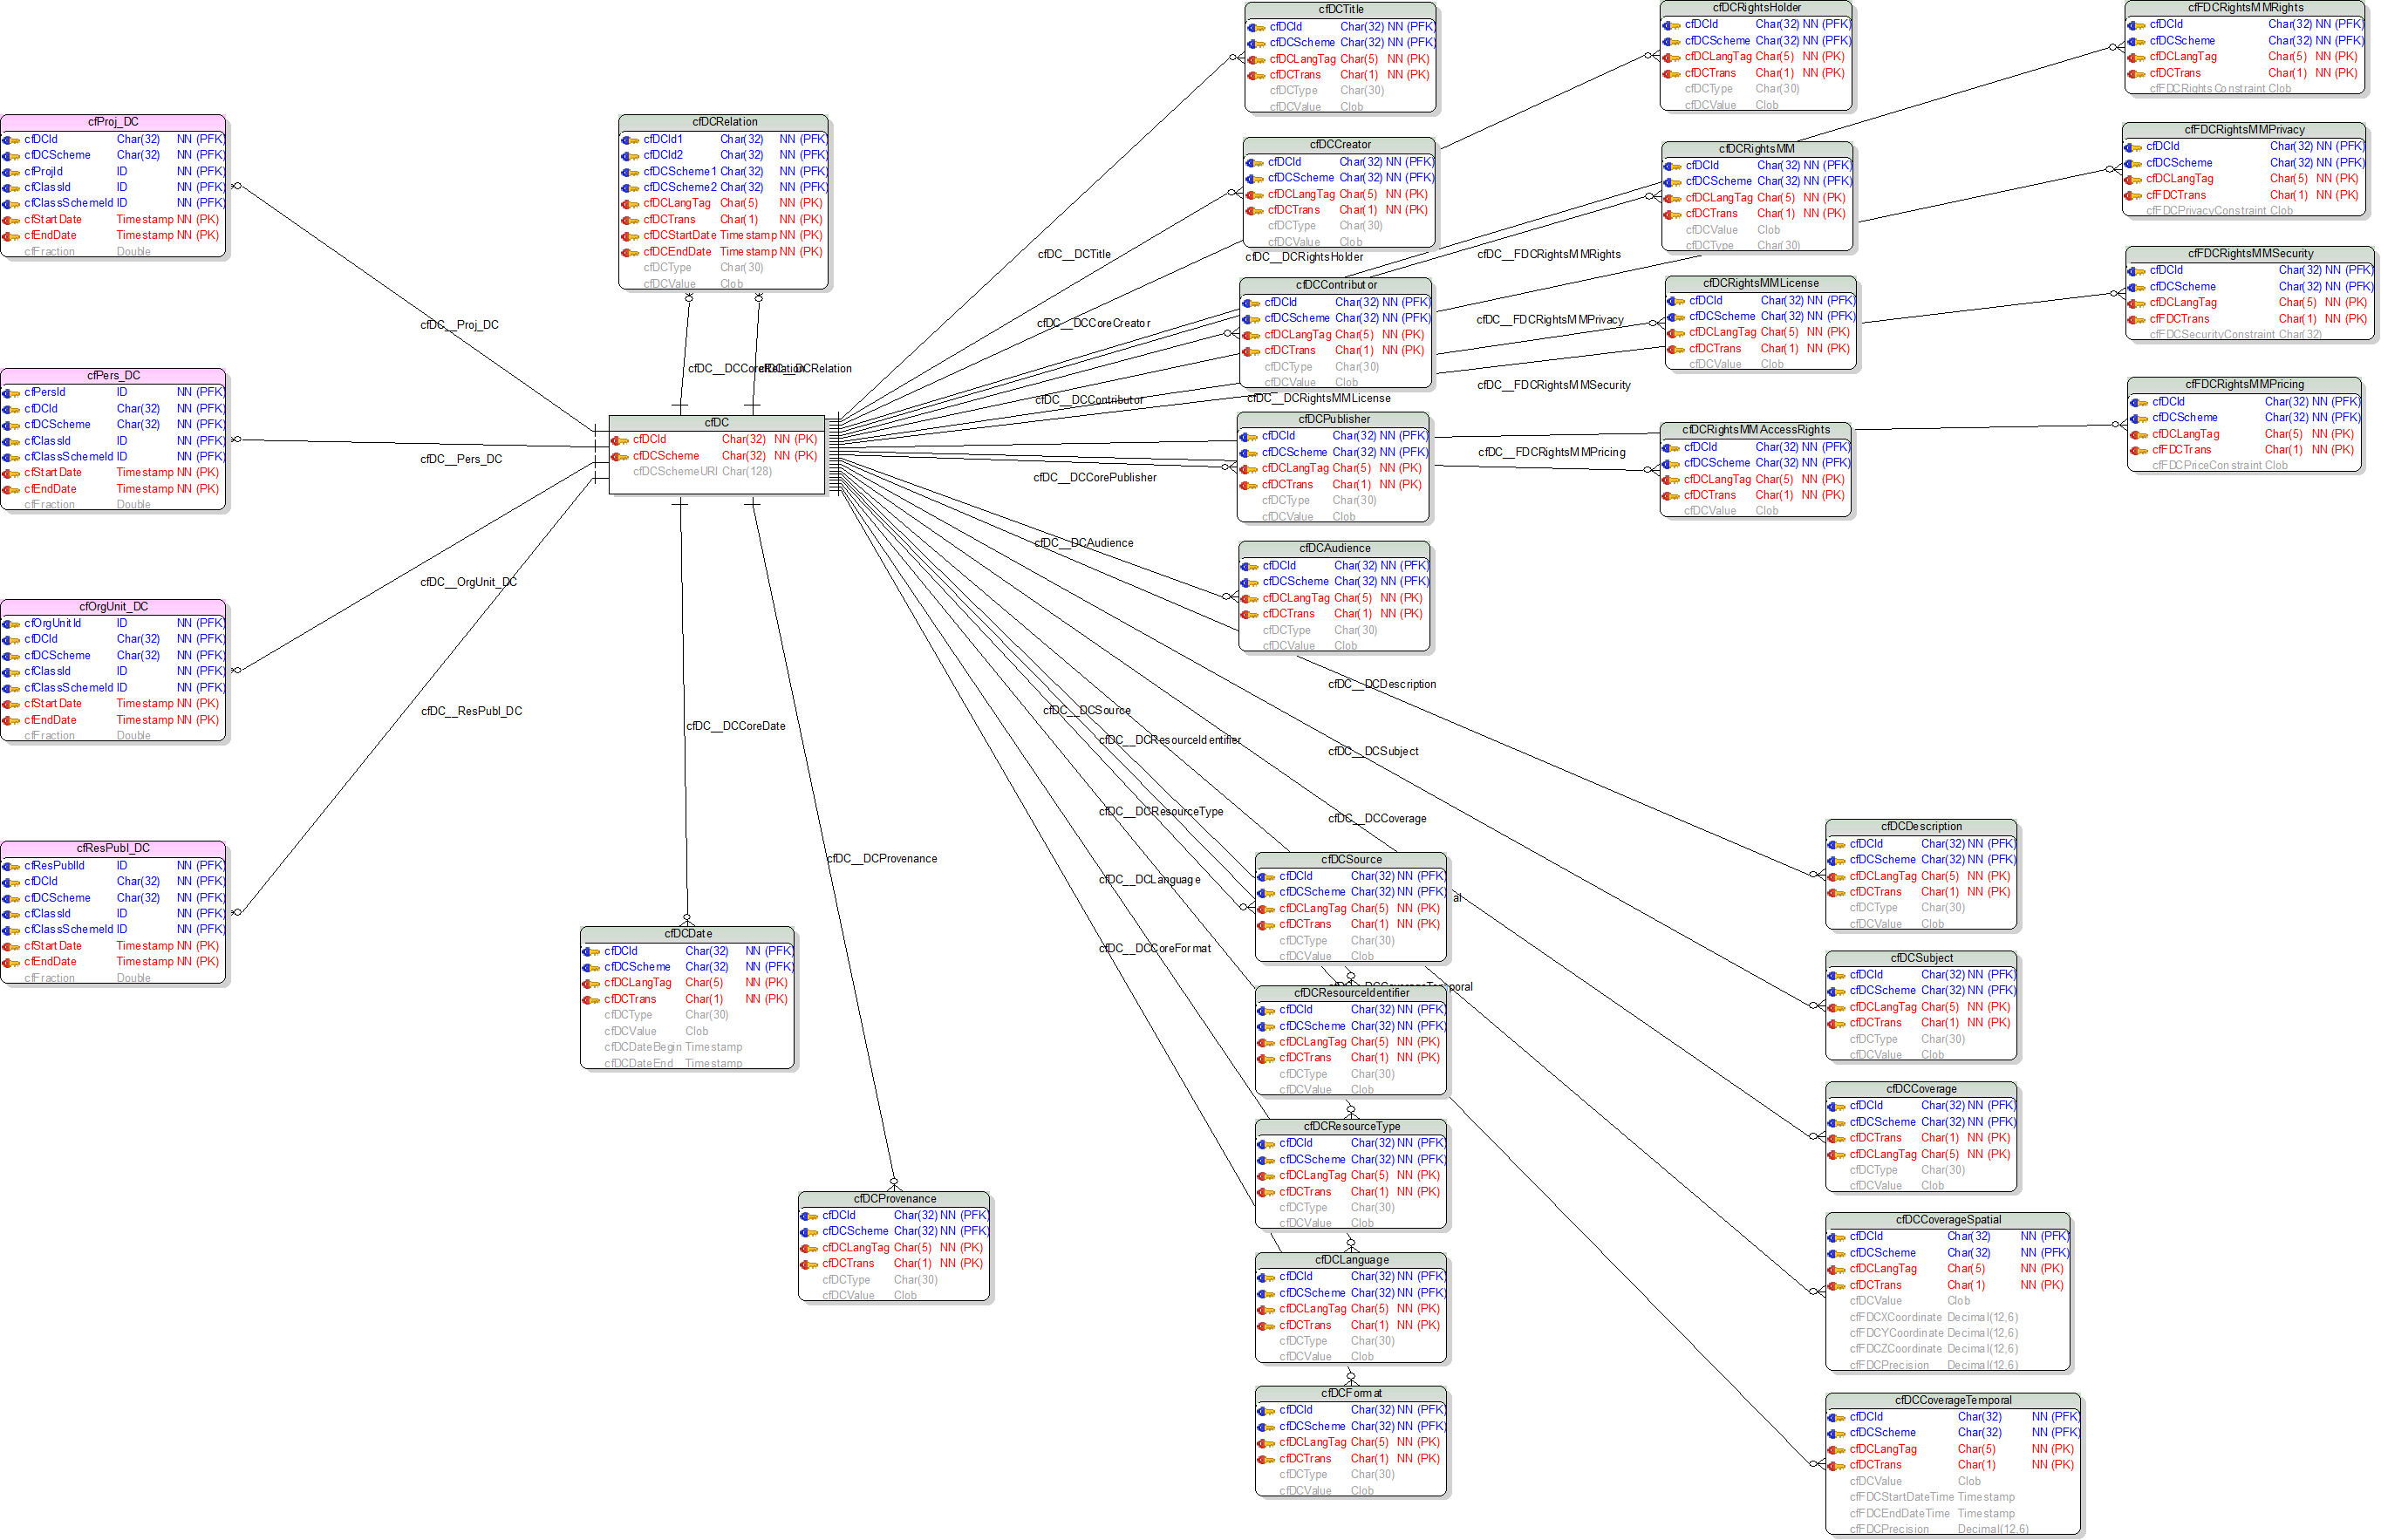 cfProj_DC
cfDCId Char(32) NN (PFK)
cfDCScheme Char(32) NN (PFK)
cfProjId ID NN (PFK)
cfClassId ID NN (PFK)
cfClassSchemeId ID NN (PFK)
cfStartDate Timestamp NN (PK)
cfEndDate Timestamp NN (PK)
cfFraction Double
cfPers_DC
cfPersId ID NN (PFK)
cfDCId Char(32) NN (PFK)
cfDCScheme Char(32) NN (PFK)
cfClassId ID NN (PFK)
cfClassSchemeId ID NN (PFK)
cfStartDate Timestamp NN (PK)
cfEndDate Timestamp NN (PK)
cfFraction Double
cfOrgUnit_DC
cfOrgUnitId ID NN (PFK)
cfDCId Char(32) NN (PFK)
cfDCScheme Char(32) NN (PFK)
cfClassId ID NN (PFK)
cfClassSchemeId ID NN (PFK)
cfStartDate Timestamp NN (PK)
cfEndDate Timestamp NN (PK)
cfFraction Double
cfResPubl_DC
cfResPublId ID NN (PFK)
cfDCId Char(32) NN (PFK)
cfDCScheme Char(32) NN (PFK)
cfClassId ID NN (PFK)
cfClassSchemeId ID NN (PFK)
cfStartDate Timestamp NN (PK)
cfEndDate Timestamp NN (PK)
cfFraction Double
cfDC__Proj_DC
cfDC__Pers_DC
cfDC__OrgUnit_DC
cfDC__ResPubl_DC
cfDCRelation
cfDCId1 Char(32) NN (PFK)
cfDCId2 Char(32) NN (PFK)
cfDCScheme1 Char(32) NN (PFK)
cfDCScheme2 Char(32) NN (PFK)
cfDCLangTag Char(5) NN (PK)
cfDCTrans Char(1) NN (PK)
cfDCStartDate Timestamp NN (PK)
cfDCEndDate Timestamp NN (PK)
cfDCType Char(30)
cfDCValue Clob
cfDC__DCCoreRelation
cfDC__DCRelation
cfDC
cfDCId Char(32) NN (PK)
cfDCScheme Char(32) NN (PK)
cfDCSchemeURI Char(128)
cfDC__DCCoreDate
cfDC__DCProvenance
cfDCDate
cfDCId Char(32) NN (PFK)
cfDCScheme Char(32) NN (PFK)
cfDCLangTag Char(5) NN (PK)
cfDCTrans Char(1) NN (PK)
cfDCType Char(30)
cfDCValue Clob
cfDCDateBegin Timestamp
cfDCDateEnd Timestamp
cfDCProvenance
cfDCId Char(32) NN (PFK)
cfDCScheme Char(32) NN (PFK)
cfDCLangTag Char(5) NN (PK)
cfDCTrans Char(1) NN (PK)
cfDCType Char(30)
cfDCValue Clob
cfDC__DCTitle
cfDC__DCCoreCreator
cfDC__DCContributor
cfDC__DCCorePublisher
cfDC__DCAudience
cfDC__DCSource
cfDC__DCResourceIdentifier
cfDC__DCResourceType
cfDC__DCLanguage
cfDC__DCCoreFormat
cfDCTitle
cfDCId Char(32) NN (PFK)
cfDCScheme Char(32) NN (PFK)
cfDCLangTag Char(5) NN (PK)
cfDCTrans Char(1) NN (PK)
cfDCType Char(30)
cfDCValue Clob
cfDCCreator
cfDCId Char(32) NN (PFK)
cfDCScheme Char(32) NN (PFK)
cfDCLangTag Char(5) NN (PK)
cfDCTrans Char(1) NN (PK)
cfDCType Char(30)
cfDCValue Clob
cfDC__DCRightsHolder
cfDCContributor
cfDCId Char(32) NN (PFK)
cfDCScheme Char(32) NN (PFK)
cfDCLangTag Char(5) NN (PK)
cfDCTrans Char(1) NN (PK)
cfDCType Char(30)
cfDCValue Clob
cfDC__DCRightsMMLicense
cfDCPublisher
cfDCId Char(32) NN (PFK)
cfDCScheme Char(32) NN (PFK)
cfDCLangTag Char(5) NN (PK)
cfDCTrans Char(1) NN (PK)
cfDCType Char(30)
cfDCValue Clob
cfDCAudience
cfDCId Char(32) NN (PFK)
cfDCScheme Char(32) NN (PFK)
cfDCLangTag Char(5) NN (PK)
cfDCTrans Char(1) NN (PK)
cfDCType Char(30)
cfDCValue Clob
cfDC__DCDescription
cfDC__DCSubject
cfDC__DCCoverage
cfDCSource
cfDCId Char(32) NN (PFK)
cfDCScheme Char(32) NN (PFK)
cfDCLangTag Char(5) NN (PK)
cfDCTrans Char(1) NN (PK)
cfDCType Char(30)
cfDCValue Clob
al
cfDC__DCCoverageTemporal
cfDCResourceIdentifier
cfDCId Char(32) NN (PFK)
cfDCScheme Char(32) NN (PFK)
cfDCLangTag Char(5) NN (PK)
cfDCTrans Char(1) NN (PK)
cfDCType Char(30)
cfDCValue Clob
cfDCResourceType
cfDCId Char(32) NN (PFK)
cfDCScheme Char(32) NN (PFK)
cfDCLangTag Char(5) NN (PK)
cfDCTrans Char(1) NN (PK)
cfDCType Char(30)
cfDCValue Clob
cfDCLanguage
cfDCId Char(32) NN (PFK)
cfDCScheme Char(32) NN (PFK)
cfDCLangTag Char(5) NN (PK)
cfDCTrans Char(1) NN (PK)
cfDCType Char(30)
cfDCValue Clob
cfDCFormat
cfDCId Char(32) NN (PFK)
cfDCScheme Char(32) NN (PFK)
cfDCLangTag Char(5) NN (PK)
cfDCTrans Char(1) NN (PK)
cfDCType Char(30)
cfDCValue Clob
cfDC__FDCRightsMMRights
cfDC__FDCRightsMMPrivacy
cfDC__FDCRightsMMSecurity
cfDC__FDCRightsMMPricing
cfDCRightsHolder
cfDCId Char(32) NN (PFK)
cfDCScheme Char(32) NN (PFK)
cfDCLangTag Char(5) NN (PK)
cfDCTrans Char(1) NN (PK)
cfDCType Char(30)
cfDCValue Clob
cfDCRightsMM
cfDCId Char(32) NN (PFK)
cfDCScheme Char(32) NN (PFK)
cfDCLangTag Char(5) NN (PK)
cfDCTrans Char(1) NN (PK)
cfDCValue Clob
cfDCType Char(30)
cfDCRightsMMLicense
cfDCId Char(32) NN (PFK)
cfDCScheme Char(32) NN (PFK)
cfDCLangTag Char(5) NN (PK)
cfDCTrans Char(1) NN (PK)
cfDCValue Clob
cfDCRightsMMAccessRights
cfDCId Char(32) NN (PFK)
cfDCScheme Char(32) NN (PFK)
cfDCLangTag Char(5) NN (PK)
cfDCTrans Char(1) NN (PK)
cfDCValue Clob
cfFDCRightsMMRights
cfDCId Char(32) NN (PFK)
cfDCScheme Char(32) NN (PFK)
cfDCLangTag Char(5) NN (PK)
cfDCTrans Char(1) NN (PK)
cfFDCRightsConstraint Clob
cfFDCRightsMMPrivacy
cfDCId Char(32) NN (PFK)
cfDCScheme Char(32) NN (PFK)
cfDCLangTag Char(5) NN (PK)
cfFDCTrans Char(1) NN (PK)
cfFDCPrivacyConstraint Clob
cfFDCRightsMMSecurity
cfDCId Char(32) NN (PFK)
cfDCScheme Char(32) NN (PFK)
cfDCLangTag Char(5) NN (PK)
cfFDCTrans Char(1) NN (PK)
cfFDCSecurityConstraint Char(32)
cfFDCRightsMMPricing
cfDCId Char(32) NN (PFK)
cfDCScheme Char(32) NN (PFK)
cfDCLangTag Char(5) NN (PK)
cfFDCTrans Char(1) NN (PK)
cfFDCPriceConstraint Clob
cfDCDescription
cfDCId Char(32) NN (PFK)
cfDCScheme Char(32) NN (PFK)
cfDCLangTag Char(5) NN (PK)
cfDCTrans Char(1) NN (PK)
cfDCType Char(30)
cfDCValue Clob
cfDCSubject
cfDCId Char(32) NN (PFK)
cfDCScheme Char(32) NN (PFK)
cfDCLangTag Char(5) NN (PK)
cfDCTrans Char(1) NN (PK)
cfDCType Char(30)
cfDCValue Clob
cfDCCoverage
cfDCId Char(32) NN (PFK)
cfDCScheme Char(32) NN (PFK)
cfDCTrans Char(1) NN (PK)
cfDCLangTag Char(5) NN (PK)
cfDCType Char(30)
cfDCValue Clob
cfDCCoverageSpatial
cfDCId Char(32) NN (PFK)
cfDCScheme Char(32) NN (PFK)
cfDCLangTag Char(5) NN (PK)
cfDCTrans Char(1) NN (PK)
cfDCValue Clob
cfFDCXCoordinate Decimal(12,6)
cfFDCYCoordinate Decimal(12,6)
cfFDCZCoordinate Decimal(12,6)
cfFDCPrecision Decimal(12,6)
cfDCCoverageTemporal
cfDCId Char(32) NN (PFK)
cfDCScheme Char(32) NN (PFK)
cfDCLangTag Char(5) NN (PK)
cfDCTrans Char(1) NN (PK)
cfDCValue Clob
cfFDCStartDateTime Timestamp
cfFDCEndDateTime Timestamp
cfFDCPrecision Decimal(12,6)